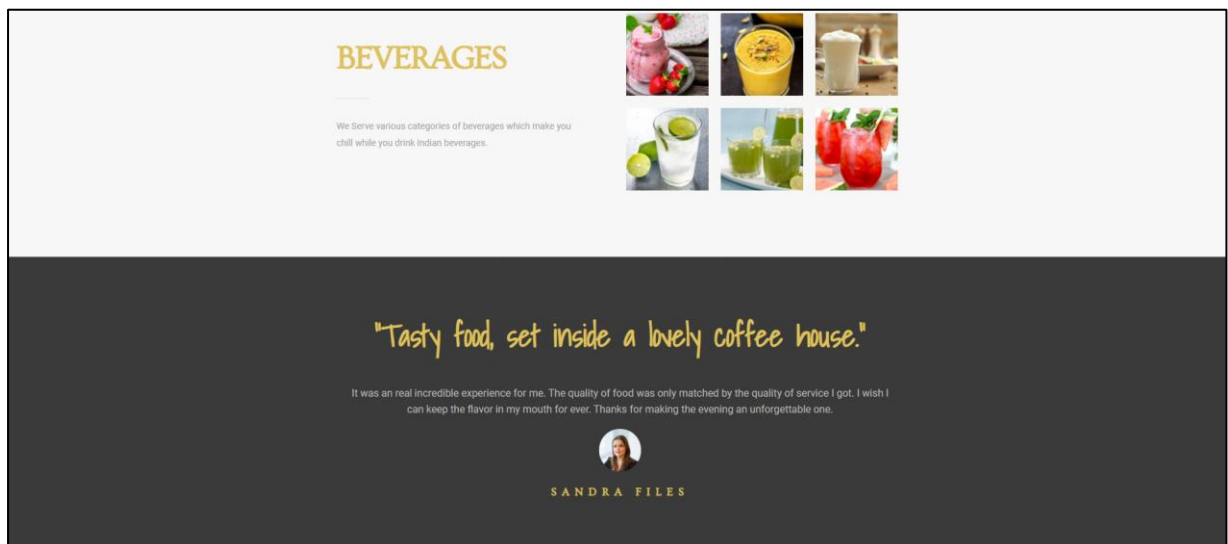 BEVERAGES
We Serve various categories of beverages which make you
chill while you drink indian beverages.
"Tasty food, set inside a lovely coffee house."
It was an real incredible experience for me. The quality of food was only matched by the quality of service I got. I wish I
can keep the flavor in my mouth for ever. Thanks for making the evening an unforgettable one.
SANDRA FILES